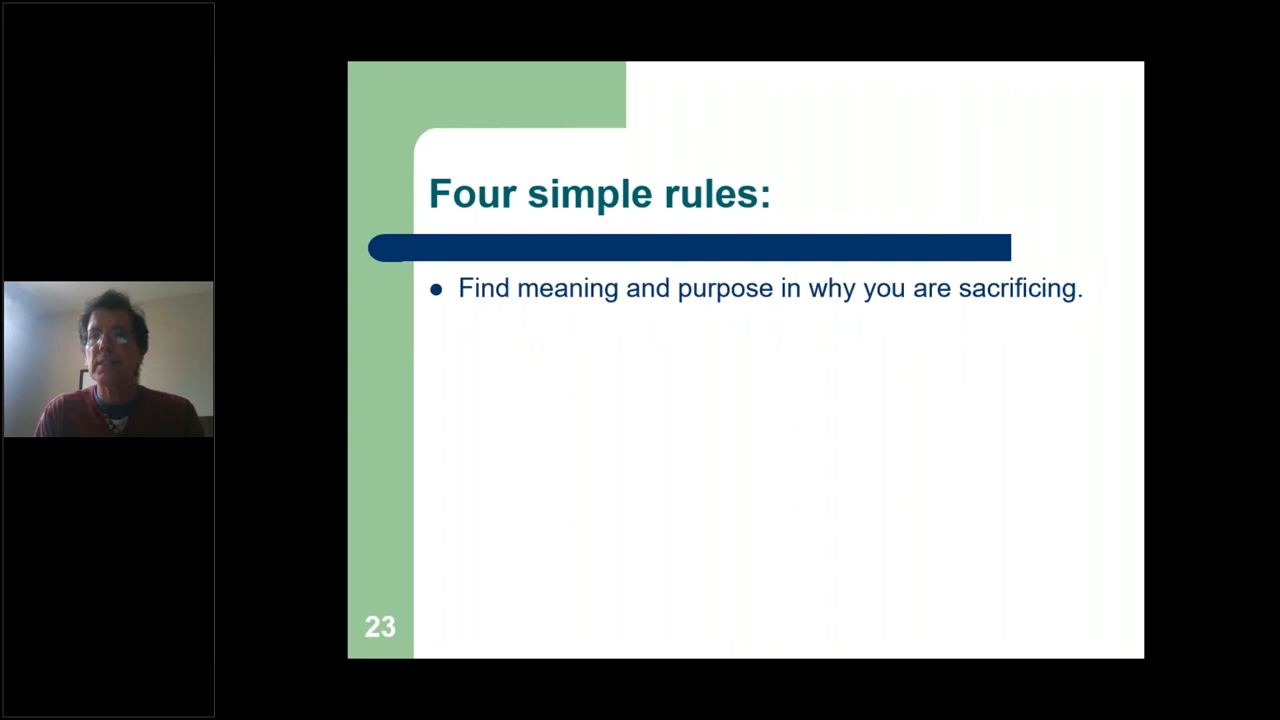 Four simple rules:
● Find meaning and purpose in why you are sacrificing.
23